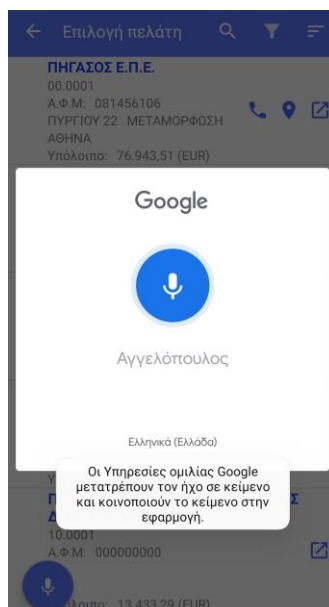 Επιλογή πελάτη
ΠΗΓΑΣΟΣ Ε.Π.Ε.
00.0001
Α.Φ.Μ: 081456106
ΠΥΡΓΙΟΥ 22 ΜΕΤΑΜΟΡΦΩΣΗ
ΑΘΗΝΑ
Υπόλοιπο: 76.943,51 (EUR)
Google
Αγγελόπουλος
Ελληνικά (Ελλάδα)
Οι Υπηρεσίες ομιλίας Google
μετατρέπουν τον ήχο σε κείμενο
και κοινοποιούν το κείμενο στην
εφαρμογή.
10.0001
Α.Φ.Μ: 000000000
Υπόλοιπο: 13.433,29 (EUR)